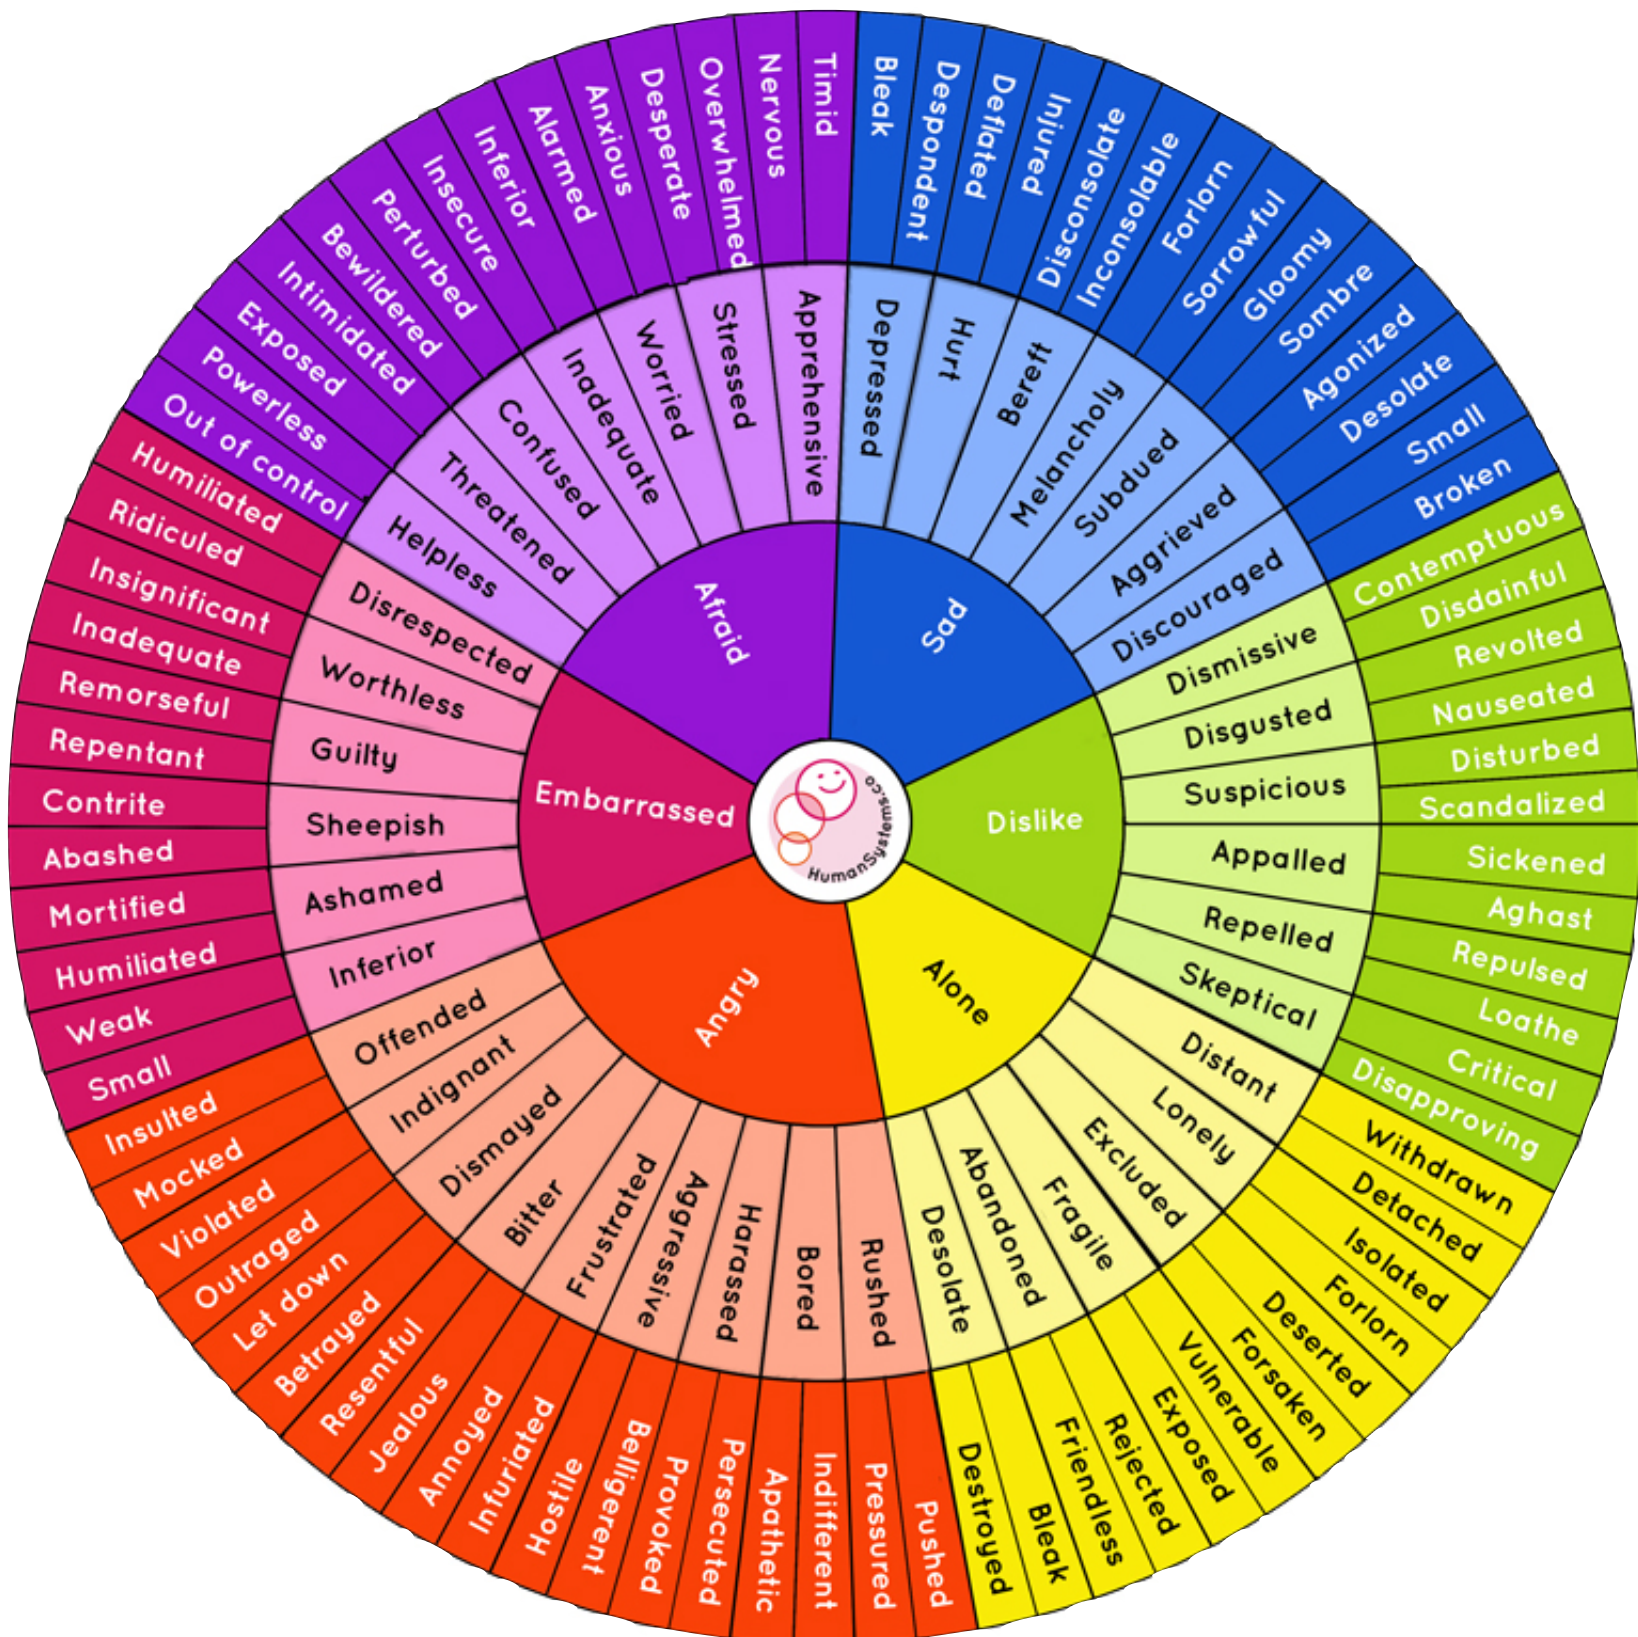 HumanSystems.co
Afraid
Sad
Dislike
Alone
Angry
Embarrassed
Helpless
Threatened
Confused
Inadequate
Worried
Stressed
Apprehensive
Depressed
Hurt
Bereft
Melancholy
Subdued
Aggrieved
Discouraged
Dismissive
Disgusted
Suspicious
Appalled
Repelled
Skeptical
Distant
Lonely
Excluded
Fragile
Abandoned
Desolate
Rushed
Bored
Harassed
Aggressive
Frustrated
Bitter
Dismayed
Indignant
Offended
Inferior
Ashamed
Sheepish
Guilty
Worthless
Disrespected
Out of control
Powerless
Exposed
Intimidated
Bewildered
Perturbed
Insecure
Inferior
Alarmed
Anxious
Desperate
Overwhelmed
Nervous
Timid
Bleak
Despondent
Deflated
Injured
Disconsolate
Inconsolable
Forlorn
Sorrowful
Gloomy
Sombre
Agonized
Desolate
Small
Broken
Contemptuous
Disdainful
Revolted
Nauseated
Disturbed
Scandalized
Sickened
Aghast
Repulsed
Loathe
Critical
Disapproving
Withdrawn
Detached
Isolated
Forlorn
Deserted
Forsaken
Vulnerable
Exposed
Rejected
Friendless
Bleak
Destroyed
Pushed
Pressured
Indifferent
Apathetic
Persecuted
Provoked
Belligerent
Hostile
Infuriated
Annoyed
Jealous
Resentful
Betrayed
Let down
Outraged
Violated
Mocked
Insulted
Small
Weak
Humiliated
Mortified
Abashed
Contrite
Repentant
Remorseful
Inadequate
Insignificant
Ridiculed
Humiliated